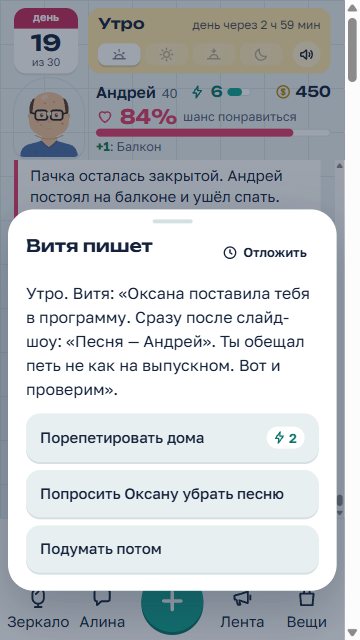 день
19
из 30
Утро
день через 2 ч 59 мин
Андрей 40
6
450
84% шанс понравиться
+1: Балкон
Пачка осталась закрытой. Андрей
постоял на балконе и ушёл спать.
Витя пишет
Отложить
Утро. Витя: «Оксана поставила тебя
в программу. Сразу после слайд-
шоу: «Песня — Андрей». Ты обещал
петь не как на выпускном. Вот и
проверим».
Порепетировать дома
2
Попросить Оксану убрать песню
Подумать потом
Зеркало
Алина
Лента
Вещи